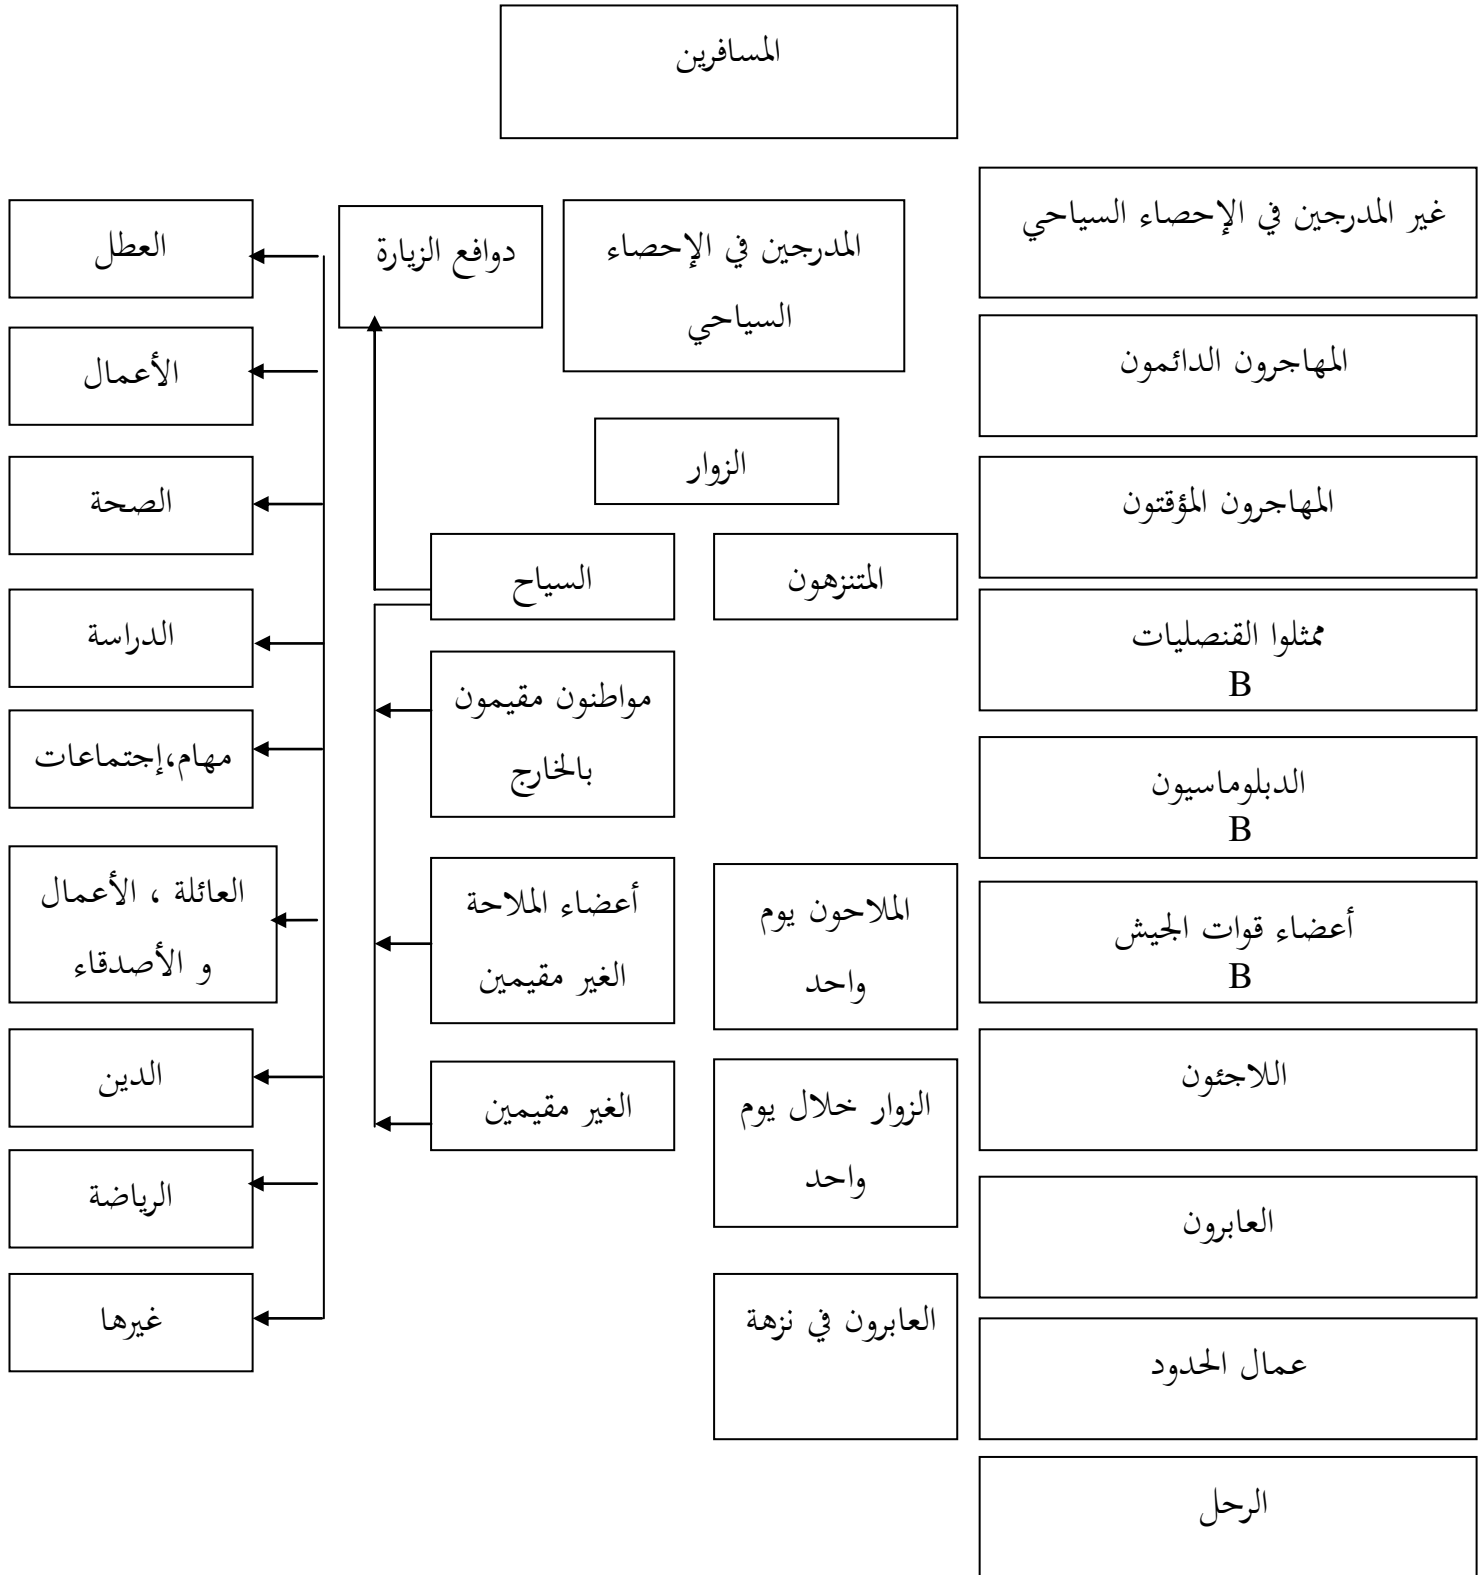 المسافرين
غير المدرجين في الإحصاء السياحي
المهاجرون الدائمون
المهاجرون المؤقتون
ممثلوا القنصليات
B
الدبلوماسيون
B
أعضاء قوات الجيش
B
اللاجئون
العابرون
عمال الحدود
الرحل
المدرجين في الإحصاء
السياحي
الزوار
المتنزهون
الملاحون يوم
واحد
الزوار خلال يوم
واحد
العابرون في نزهة
السياح
مواطنون مقيمون
بالخارج
أعضاء الملاحة
الغير مقيمين
الغير مقيمين
دوافع الزيارة
العطل
الأعمال
الصحة
الدراسة
مهام،إجتماعات
العائلة ، الأعمال
و الأصدقاء
الدين
الرياضة
غيرها